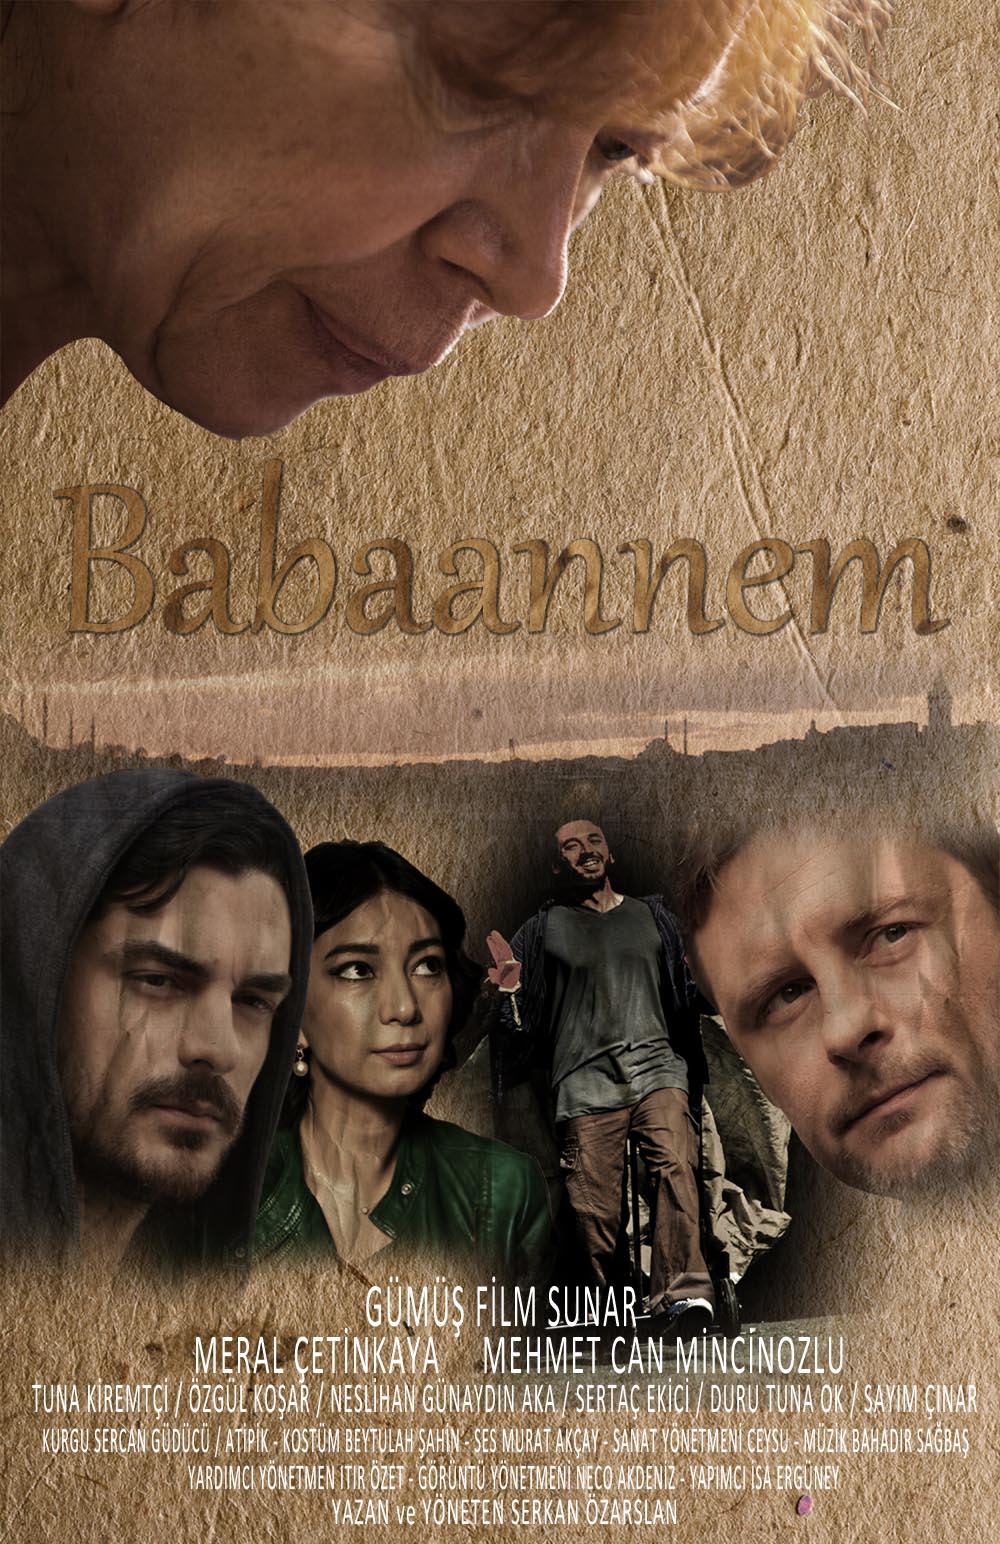 Babaannem
GÜMÜŞ FİLM SUNAR
MERAL ÇETİNKAYA MEHMET CAN MİNCİNOZLU
TUNA KİREMTÇİ / ÖZGÜL KOŞAR / NESLİHAN GÜNAYDIN AKA / SERTAÇ EKİCİ / DURU TUNA OK / SAYIM ÇINAR
KURGU SERCAN GÜDÜCÜ / ATİPİK - KOSTÜM BEYTULAH ŞAHİN - SES MURAT AKÇAY - SANAT YÖNETMENİ CEYSU - MÜZİK BAHADIR SAĞBAŞ
YARDIMCI YÖNETMEN ITIR ÖZET - GÖRÜNTÜ YÖNETMENİ NECO AKDENİZ - YAPIMCI İSA ERGÜNEY
YAZAN ve YÖNETEN SERKAN ÖZARSLAN